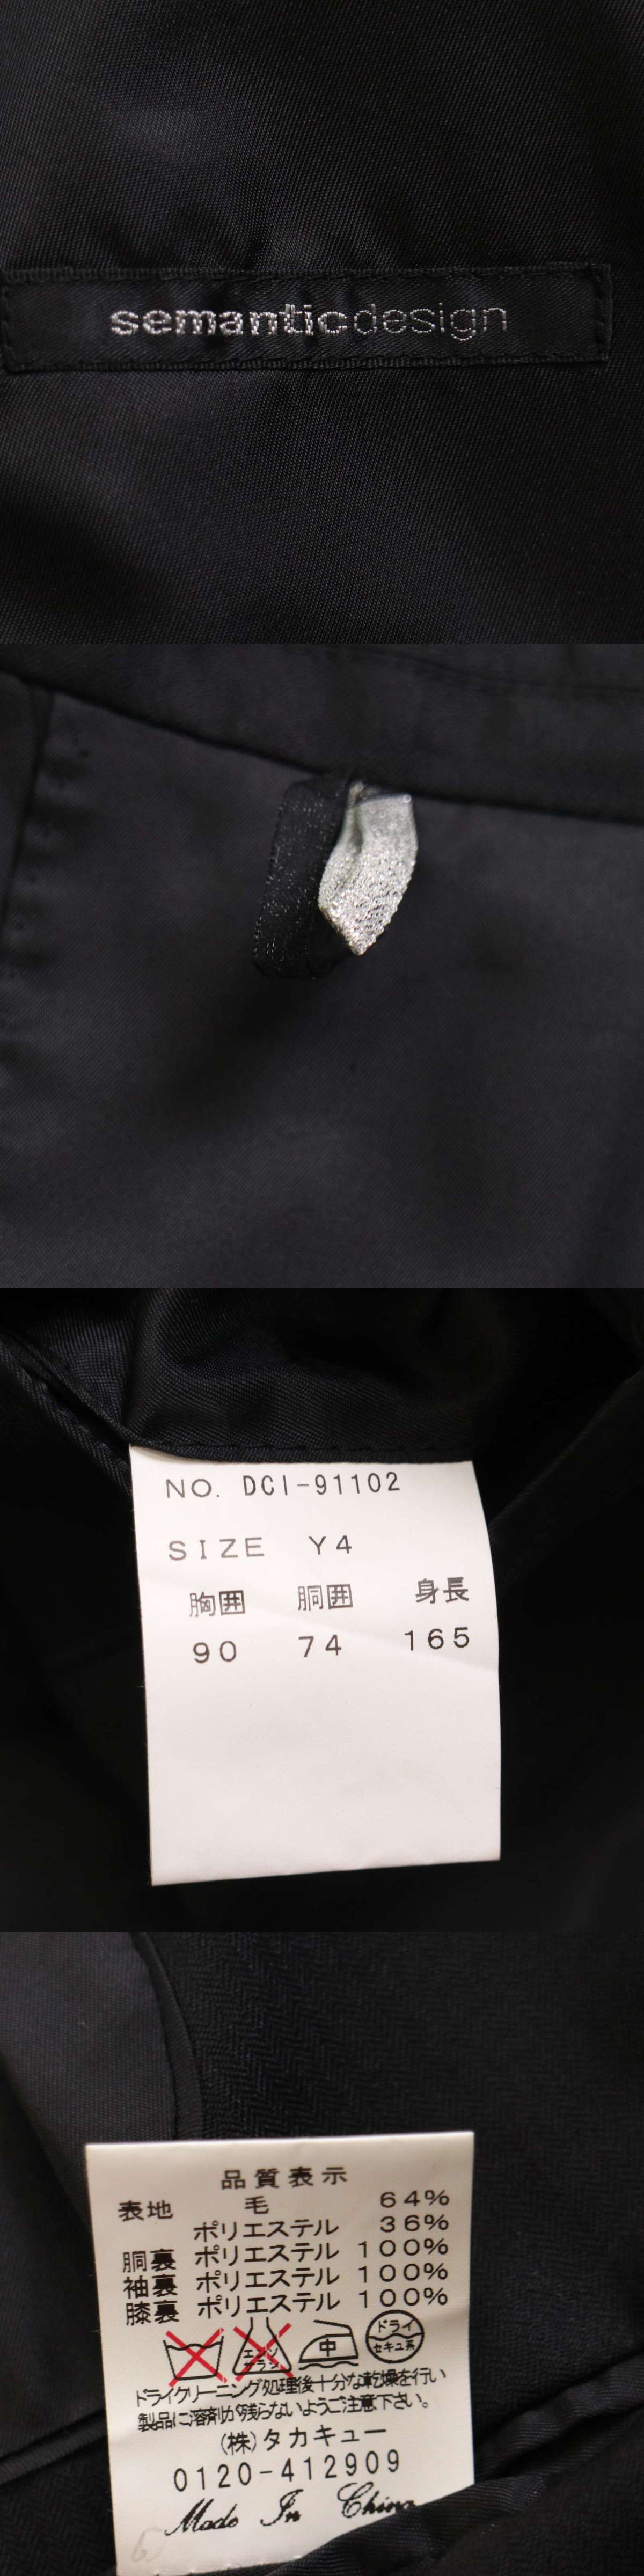 semanticdesign
NO. DCI-91102
SIZE Y4
胸囲 胴囲 身長
90 74 165
品質表示
表地 毛 64%
ポリエステル 36%
胴裏 ポリエステル 100%
袖裏 ポリエステル 100%
膝裏 ポリエステル 100%
エンソ
サラシ
中
ドライ
セキユ系
ドライクリーニング処理後十分な乾燥を行い
製品に溶剤が残らないようご注意下さい。
(株)タカキュー
0120-412909
Made In China